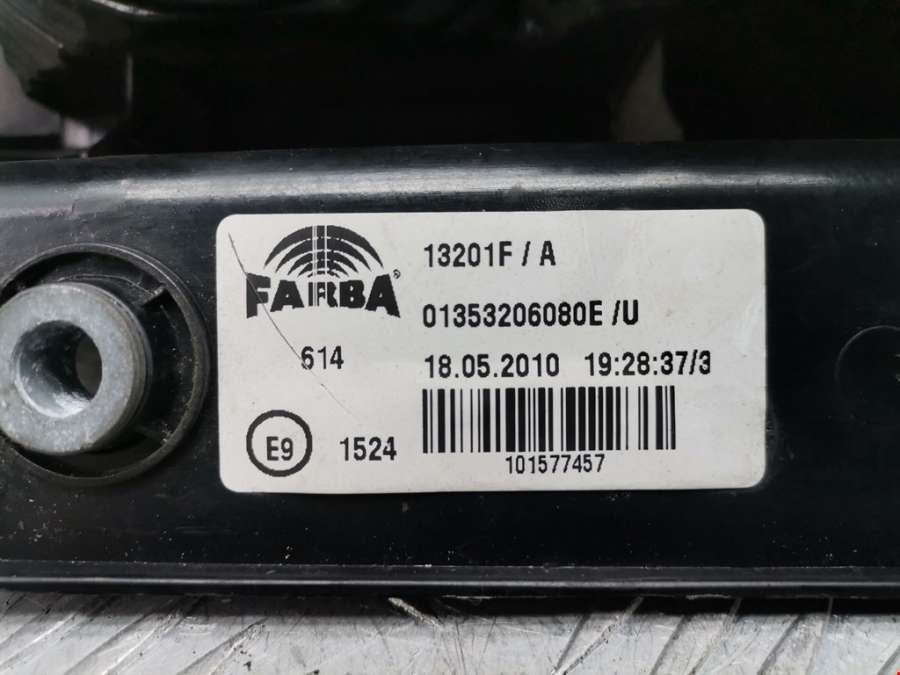 FARBA®
13201F / A
01353206080E /U
614
18.05.2010 19:28:37/3
E9
1524
101577457